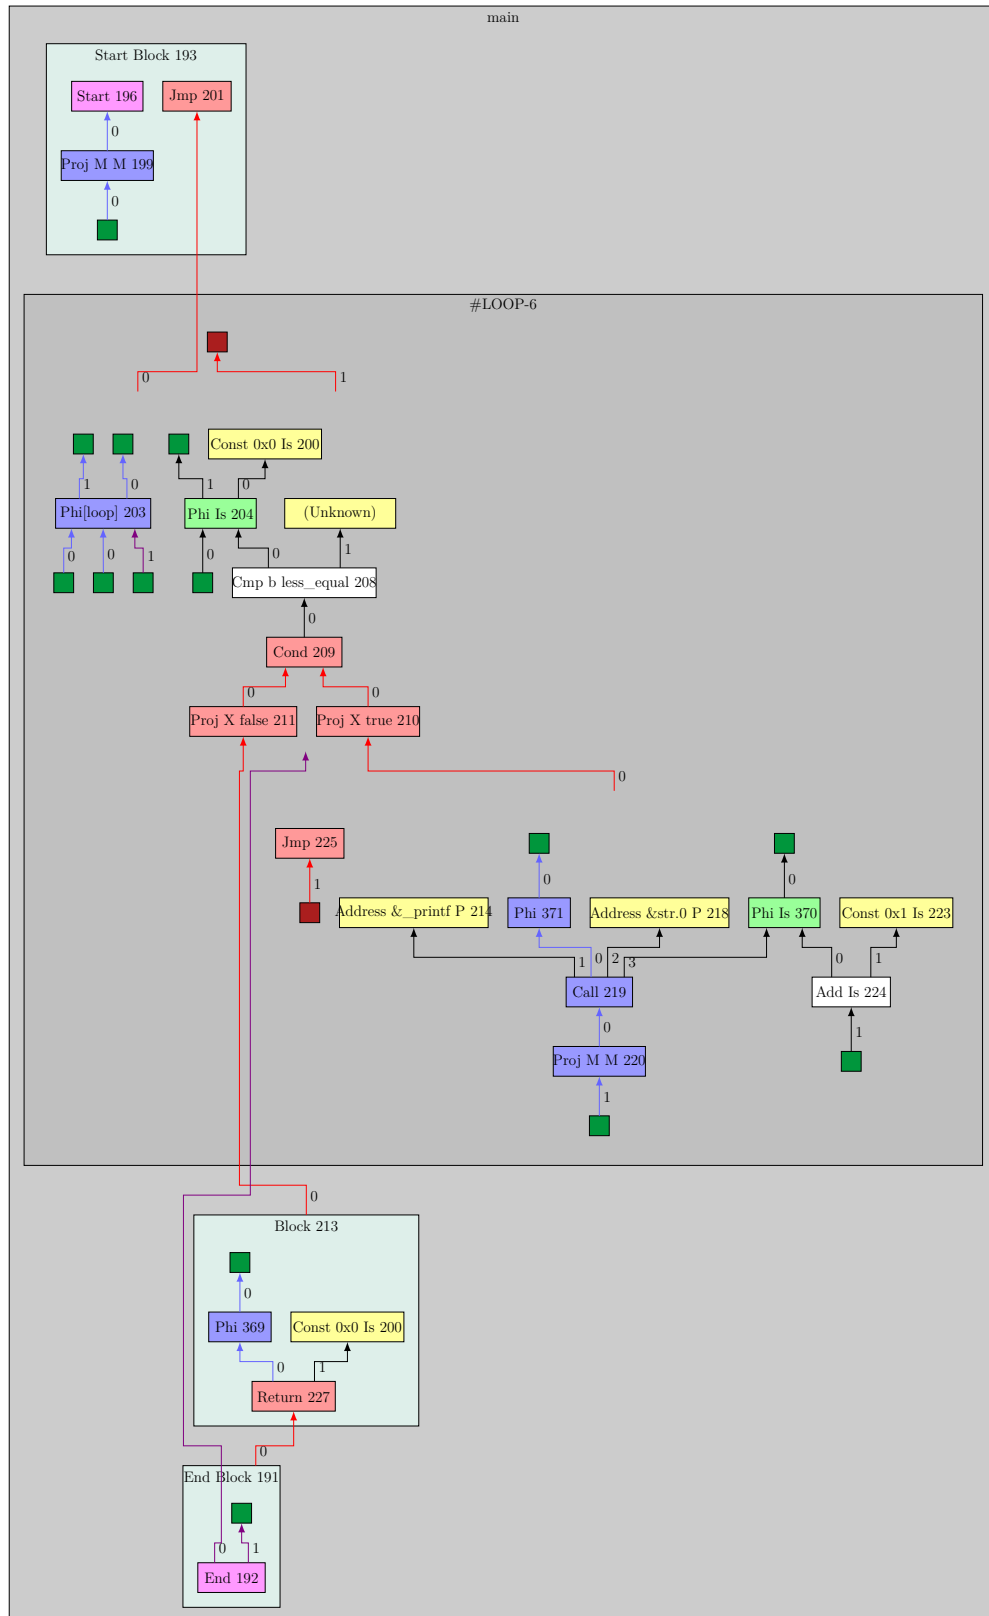 main
Start Block 193
Start 196
Jmp 201
0
Proj M M 199
0
#LOOP-6
0
1
Const 0x0 Is 200
1
0
1
0
Phi[loop] 203
Phi Is 204
(Unknown)
0
0
1
0
0
1
Cmp b less_equal 208
0
Cond 209
0
0
Proj X false 211
Proj X true 210
0
Jmp 225
0
0
1
Address &_printf P 214
Phi 371
Address &str.0 P 218
Phi Is 370
Const 0x1 Is 223
1
0
2
3
0
1
Call 219
Add Is 224
0
1
Proj M M 220
1
0
Block 213
0
Phi 369
Const 0x0 Is 200
0
1
Return 227
0
End Block 191
0
1
End 192